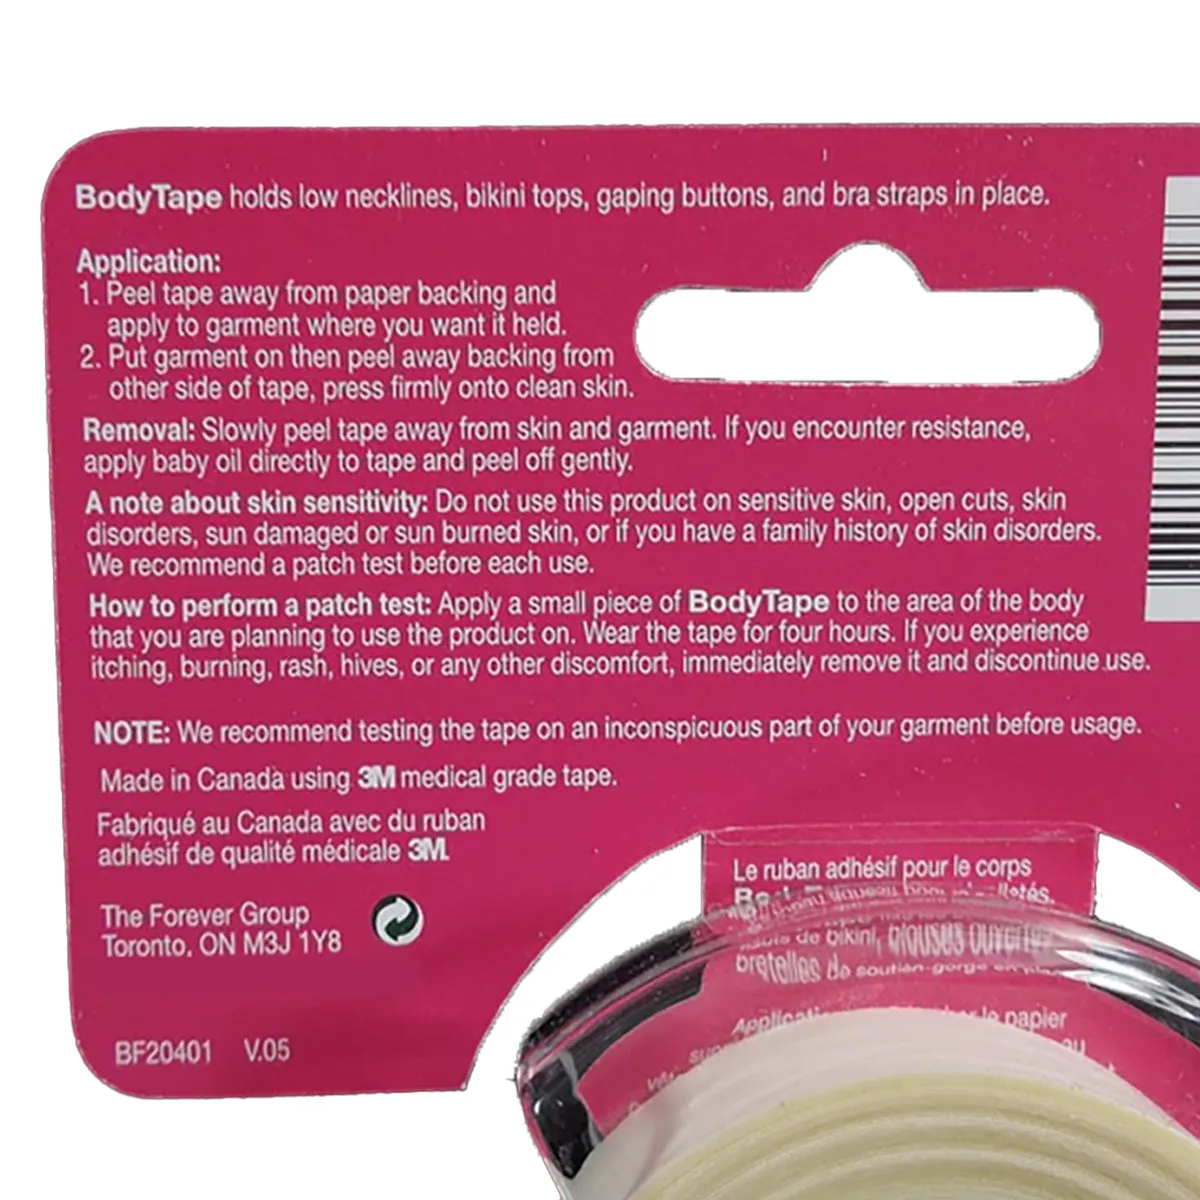 BodyTape holds low necklines, bikini tops, gaping buttons, and bra straps in place.
Application:
1. Peel tape away from paper backing and
apply to garment where you want it held.
2. Put garment on then peel away backing from
other side of tape, press firmly onto clean skin.
Removal: Slowly peel tape away from skin and garment. If you encounter resistance,
apply baby oil directly to tape and peel off gently.
A note about skin sensitivity: Do not use this product on sensitive skin, open cuts, skin
disorders, sun damaged or sun burned skin, or if you have a family history of skin disorders.
We recommend a patch test before each use.
How to perform a patch test: Apply a small piece of BodyTape to the area of the body
that you are planning to use the product on. Wear the tape for four hours. If you experience
itching, burning, rash, hives, or any other discomfort, immediately remove it and discontinue use.
NOTE: We recommend testing the tape on an inconspicuous part of your garment before usage.
Made in Canada using 3M medical grade tape.
Fabriqué au Canada avec du ruban
adhésif de qualité médicale 3M.
The Forever Group
Toronto, ON M3J 1Y8
BF20401 V.05
Le ruban adhésif pour le corps
de bikini, blouses
bretelles de soutien-gorge
papier
au